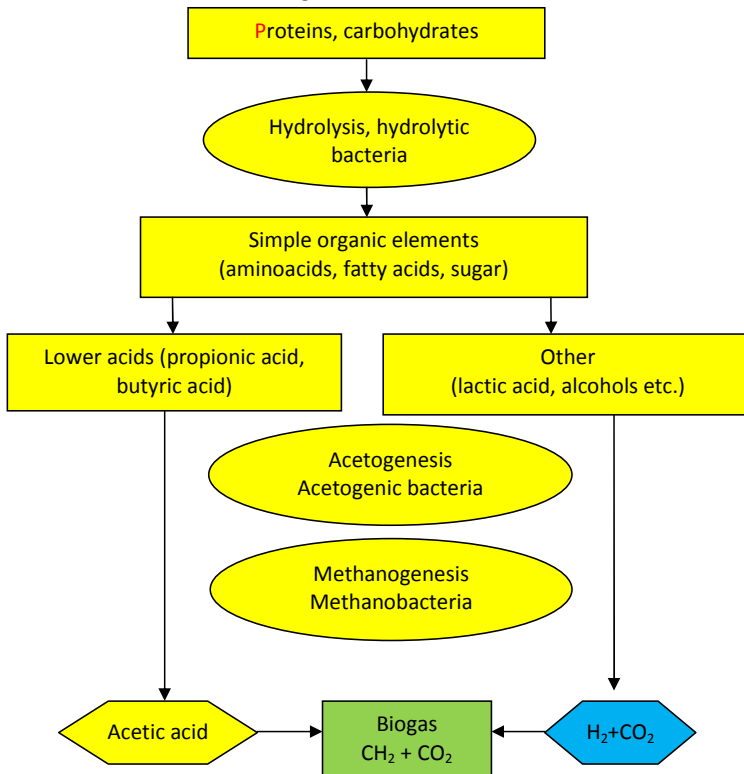 Proteins, carbohydrates
Hydrolysis, hydrolytic
bacteria
Simple organic elements
(aminoacids, fatty acids, sugar)
Lower acids (propionic acid,
butyric acid)
Other
(lactic acid, alcohols etc.)
Acetogenesis
Acetogenic bacteria
Methanogenesis
Methanobacteria
Acetic acid
Biogas
CH₂ + CO₂
H₂+CO₂